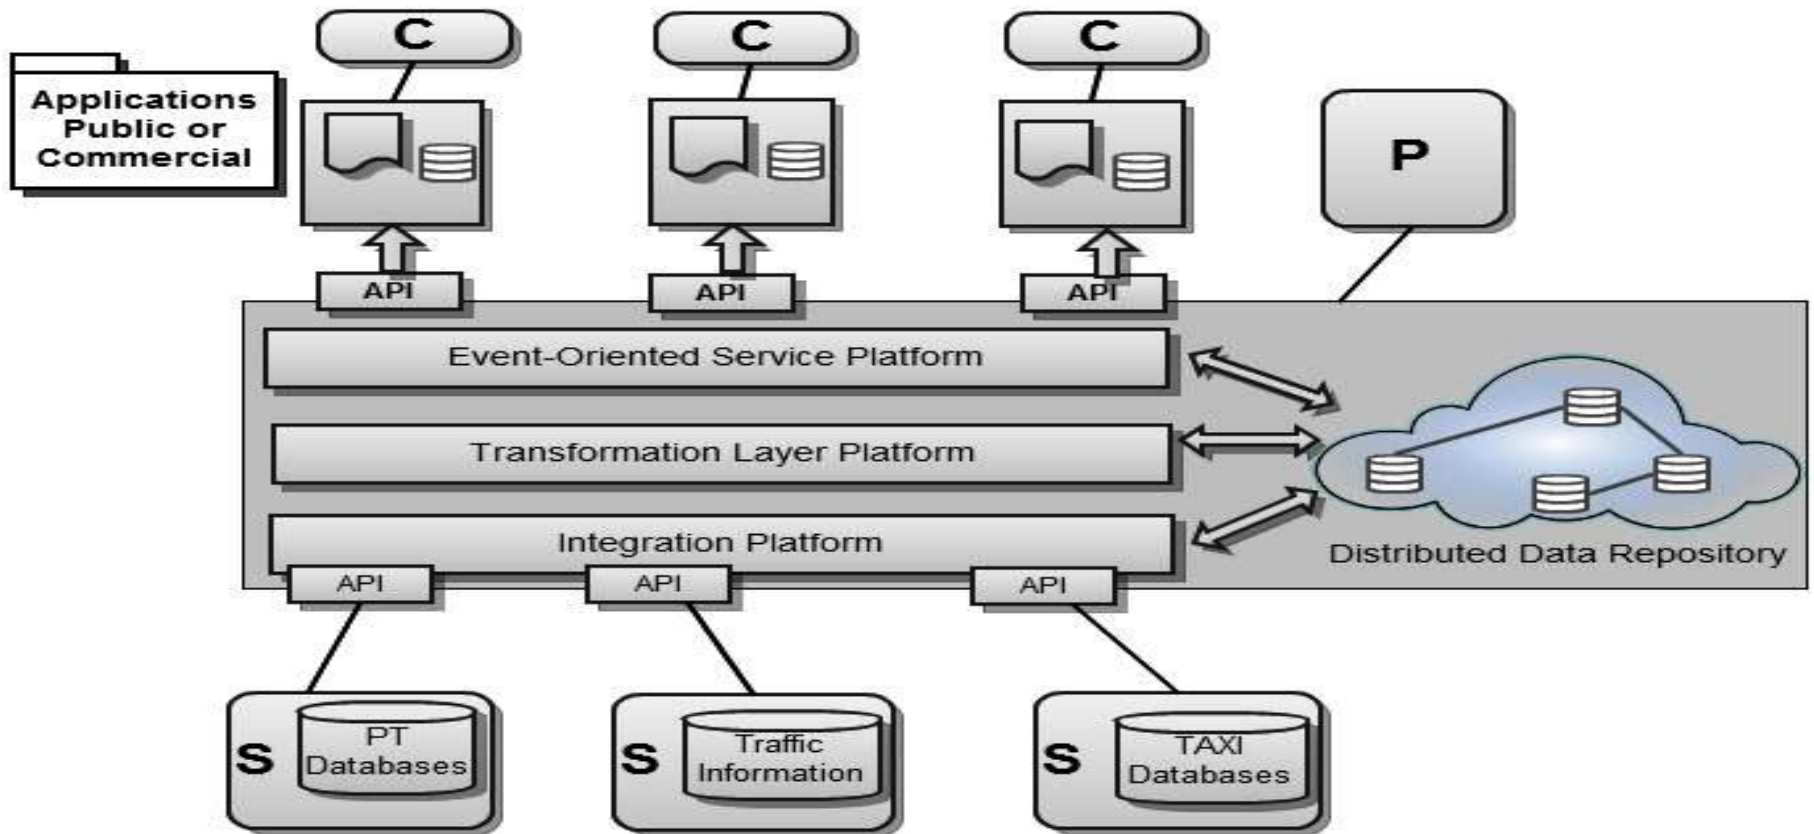 C
C
C
Applications
Public or
Commercial
P
API
API
API
Event-Oriented Service Platform
Transformation Layer Platform
Integration Platform
Distributed Data Repository
API
API
API
S
PT
Databases
S
Traffic
Information
S
TAXI
Databases